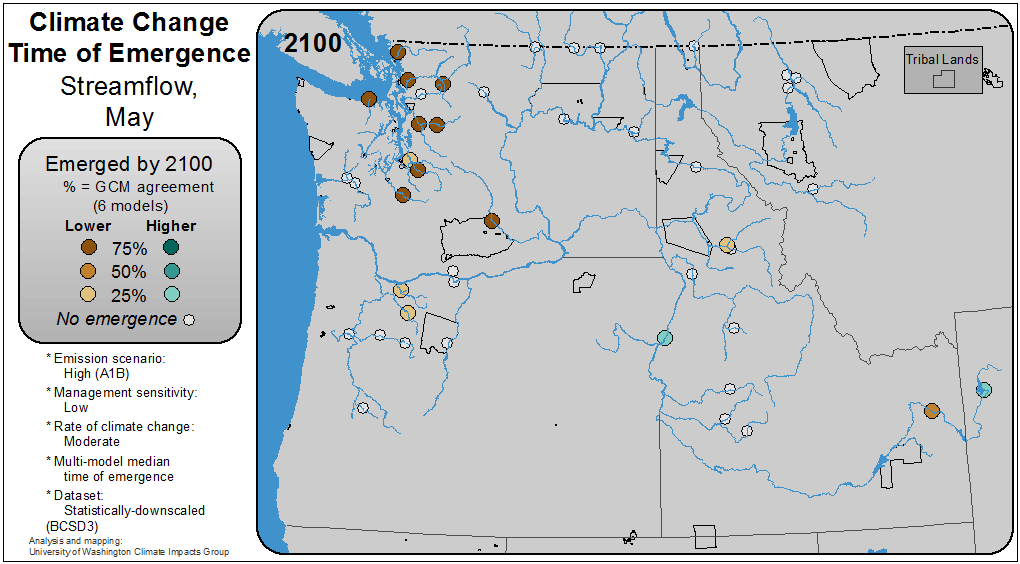 Climate Change
Time of Emergence
Streamflow,
May
Emerged by 2100
% = GCM agreement
(6 models)
Lower Higher
75%
50%
25%
No emergence
* Emission scenario:
High (A1B)
* Management sensitivity:
Low
* Rate of climate change:
Moderate
* Multi-model median
time of emergence
* Dataset:
Statistically-downscaled
(BCSD3)
Analysis and mapping:
University of Washington Climate Impacts Group
2100
Tribal Lands